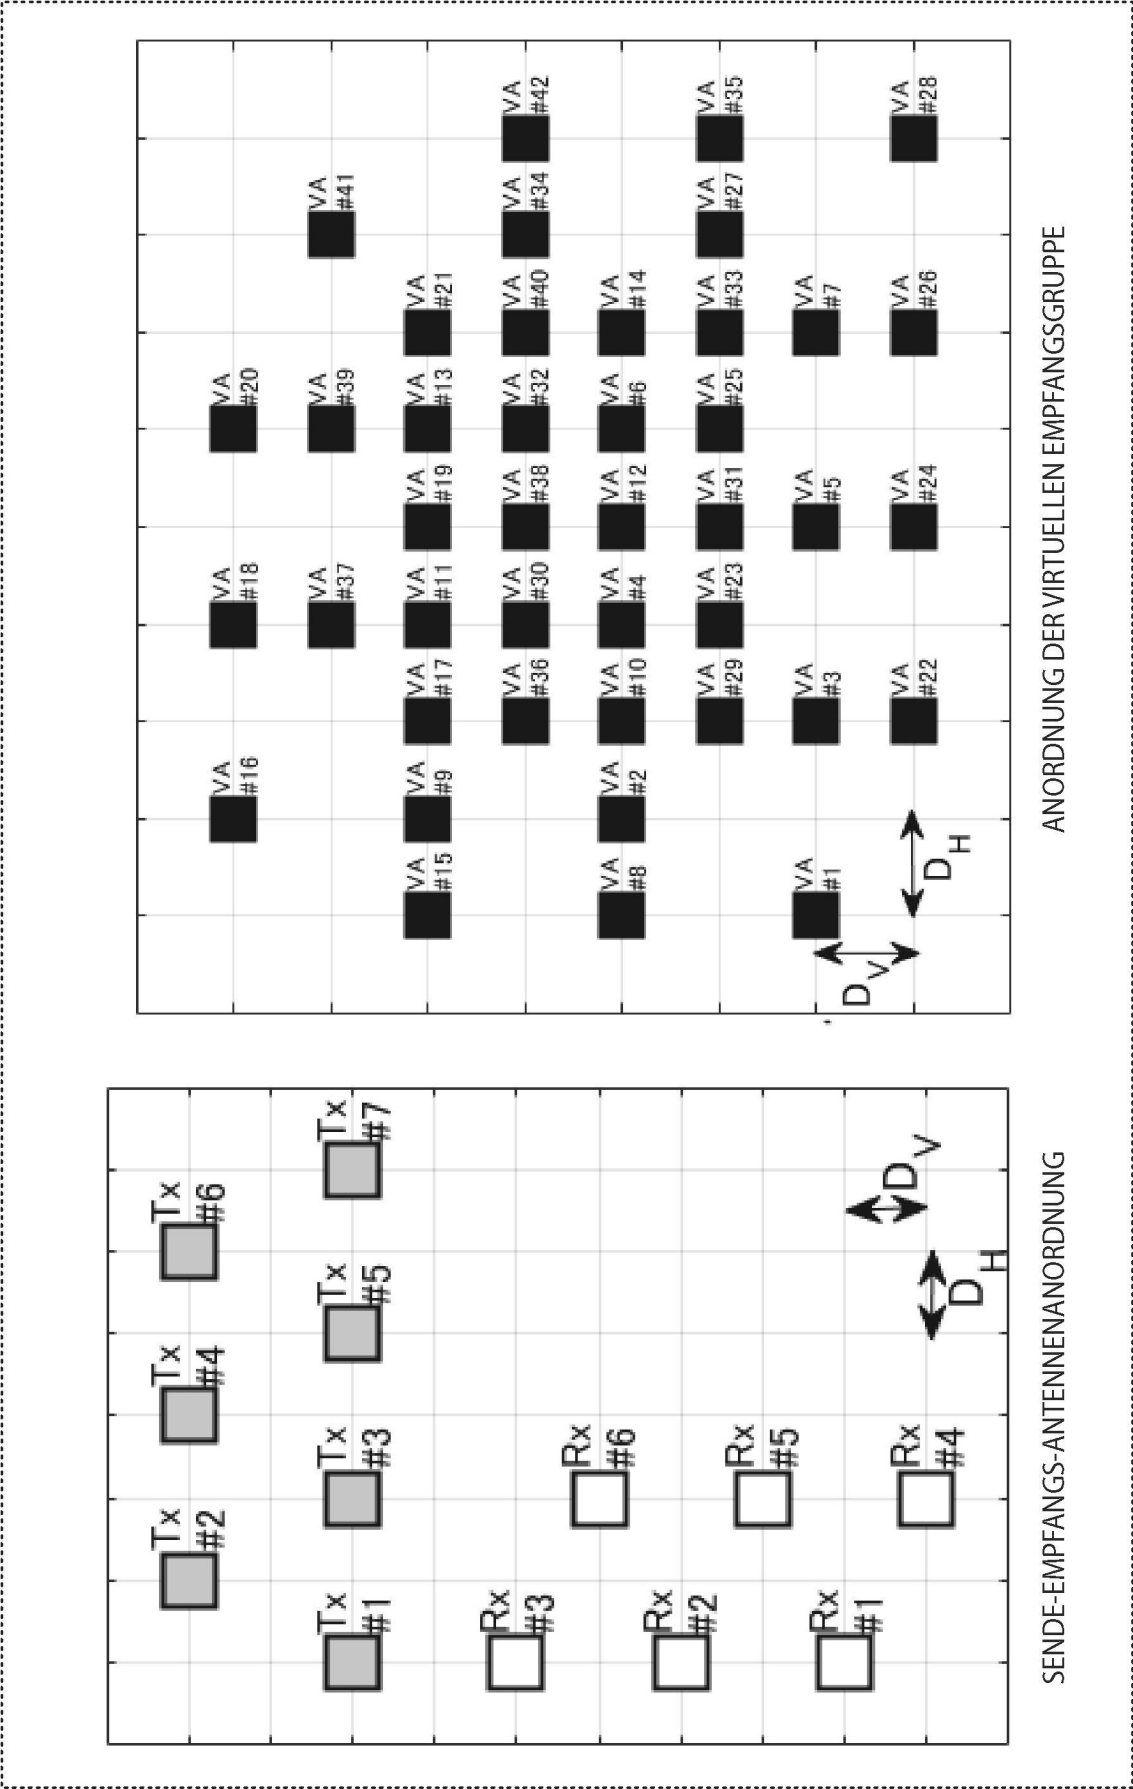 Tx
#2
Tx
#4
Tx
#6
Tx
#1
Tx
#3
Tx
#5
Tx
#7
Rx
#3
Rx
#6
Rx
#2
Rx
#5
Rx
#1
Rx
#4
DV
DH
SENDE-EMPFANGS-ANTENNENANORDNUNG
VA
#16
VA
#18
VA
#20
VA
#37
VA
#39
VA
#41
VA
#15
VA
#9
VA
#17
VA
#11
VA
#19
VA
#13
VA
#21
VA
#36
VA
#30
VA
#38
VA
#32
VA
#40
VA
#34
VA
#42
VA
#8
VA
#2
VA
#10
VA
#4
VA
#12
VA
#6
VA
#14
VA
#29
VA
#23
VA
#31
VA
#25
VA
#33
VA
#27
VA
#35
VA
#1
VA
#3
VA
#5
VA
#7
VA
#22
VA
#24
VA
#26
VA
#28
DV
DH
ANORDNUNG DER VIRTUELLEN EMPFANGSGRUPPE